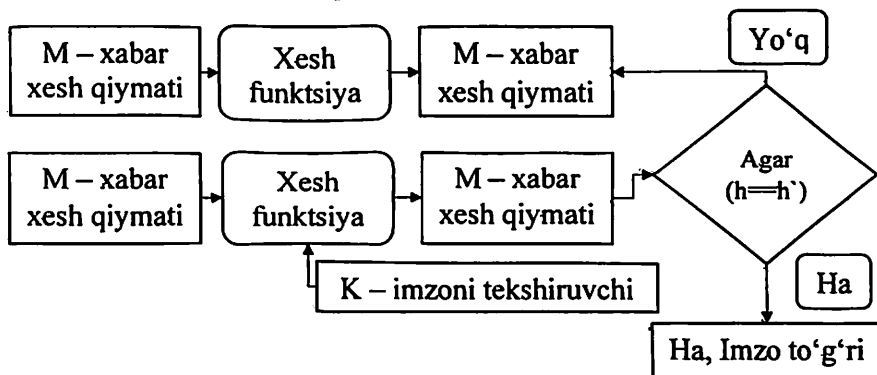 M – xabar
xesh qiymati
Xesh
funktsiya
M – xabar
xesh qiymati
Yo‘q
M – xabar
xesh qiymati
Xesh
funktsiya
M – xabar
xesh qiymati
Agar
(h==h`)
K – imzoni tekshiruvchi
Ha
Ha, Imzo to‘g‘ri